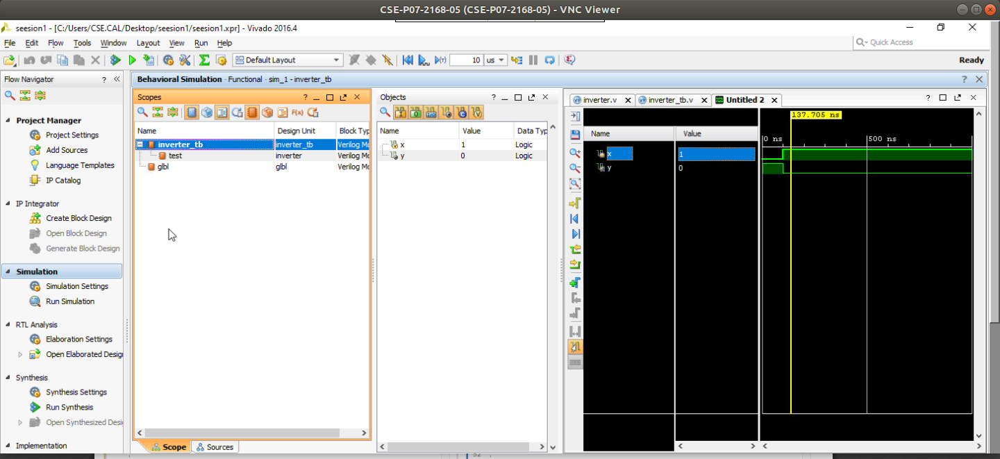 CSE-P07-2168-05 (CSE-P07-2168-05) - VNC Viewer
seesion1 - [C:/Users/CSE.CAL/Desktop/seesion1/seesion1.xpr] - Vivado 2016.4
File Edit Flow Tools Window Layout View Run Help
Quick Access
Default Layout
10 us
Ready
Flow Navigator
Project Manager
Project Settings
Add Sources
Language Templates
IP Catalog
IP Integrator
Create Block Design
Open Block Design
Generate Block Design
Simulation
Simulation Settings
Run Simulation
RTL Analysis
Elaboration Settings
Open Elaborated Desig
Synthesis
Synthesis Settings
Run Synthesis
Open Synthesized Desi
Implementation
Behavioral Simulation - Functional - sim_1 - inverter_tb
Scopes
F(x)
Name Design Unit Block Typ
inverter_tb inverter_tb Verilog Mo
test inverter Verilog Mo
glbl glbl Verilog Mo
Scope Sources
Objects
Name Value Data Typ
x 1 Logic
y 0 Logic
inverter.v inverter_tb.v Untitled 2
Name Value
x 1
y 0
137.705 ns
0 ns 500 ns